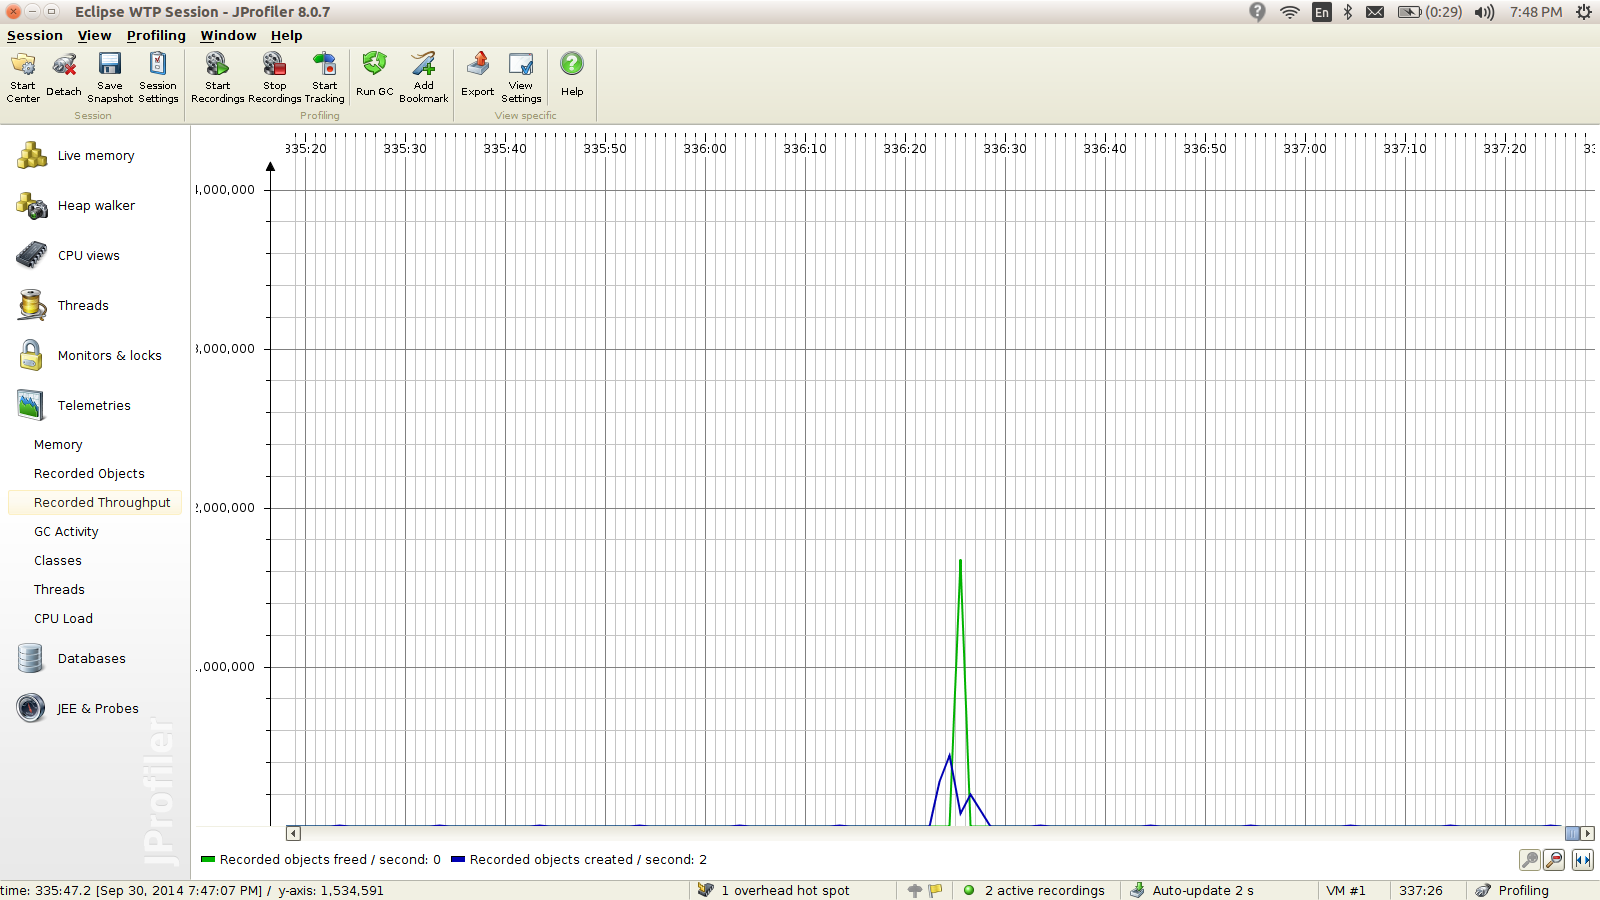 Eclipse WTP Session - JProfiler 8.0.7
En (0:29) 7:48 PM
Session View Profiling Window Help
Start Center
Detach
Save Snapshot
Session Settings
Start Recordings
Stop Recordings
Start Tracking
Run GC
Add Bookmark
Export
View Settings
Help
Session Profiling View specific
Live memory
Heap walker
CPU views
Threads
Monitors & locks
Telemetries
Memory
Recorded Objects
Recorded Throughput
GC Activity
Classes
Threads
CPU Load
Databases
JEE & Probes
JProfiler
335:20 335:30 335:40 335:50 336:00 336:10 336:20 336:30 336:40 336:50 337:00 337:10 337:20
4,000,000
3,000,000
2,000,000
1,000,000
Recorded objects freed / second: 0 Recorded objects created / second: 2
time: 335:47.2 [Sep 30, 2014 7:47:07 PM] / y-axis: 1,534,591
1 overhead hot spot
2 active recordings
Auto-update 2 s
VM #1
337:26
Profiling